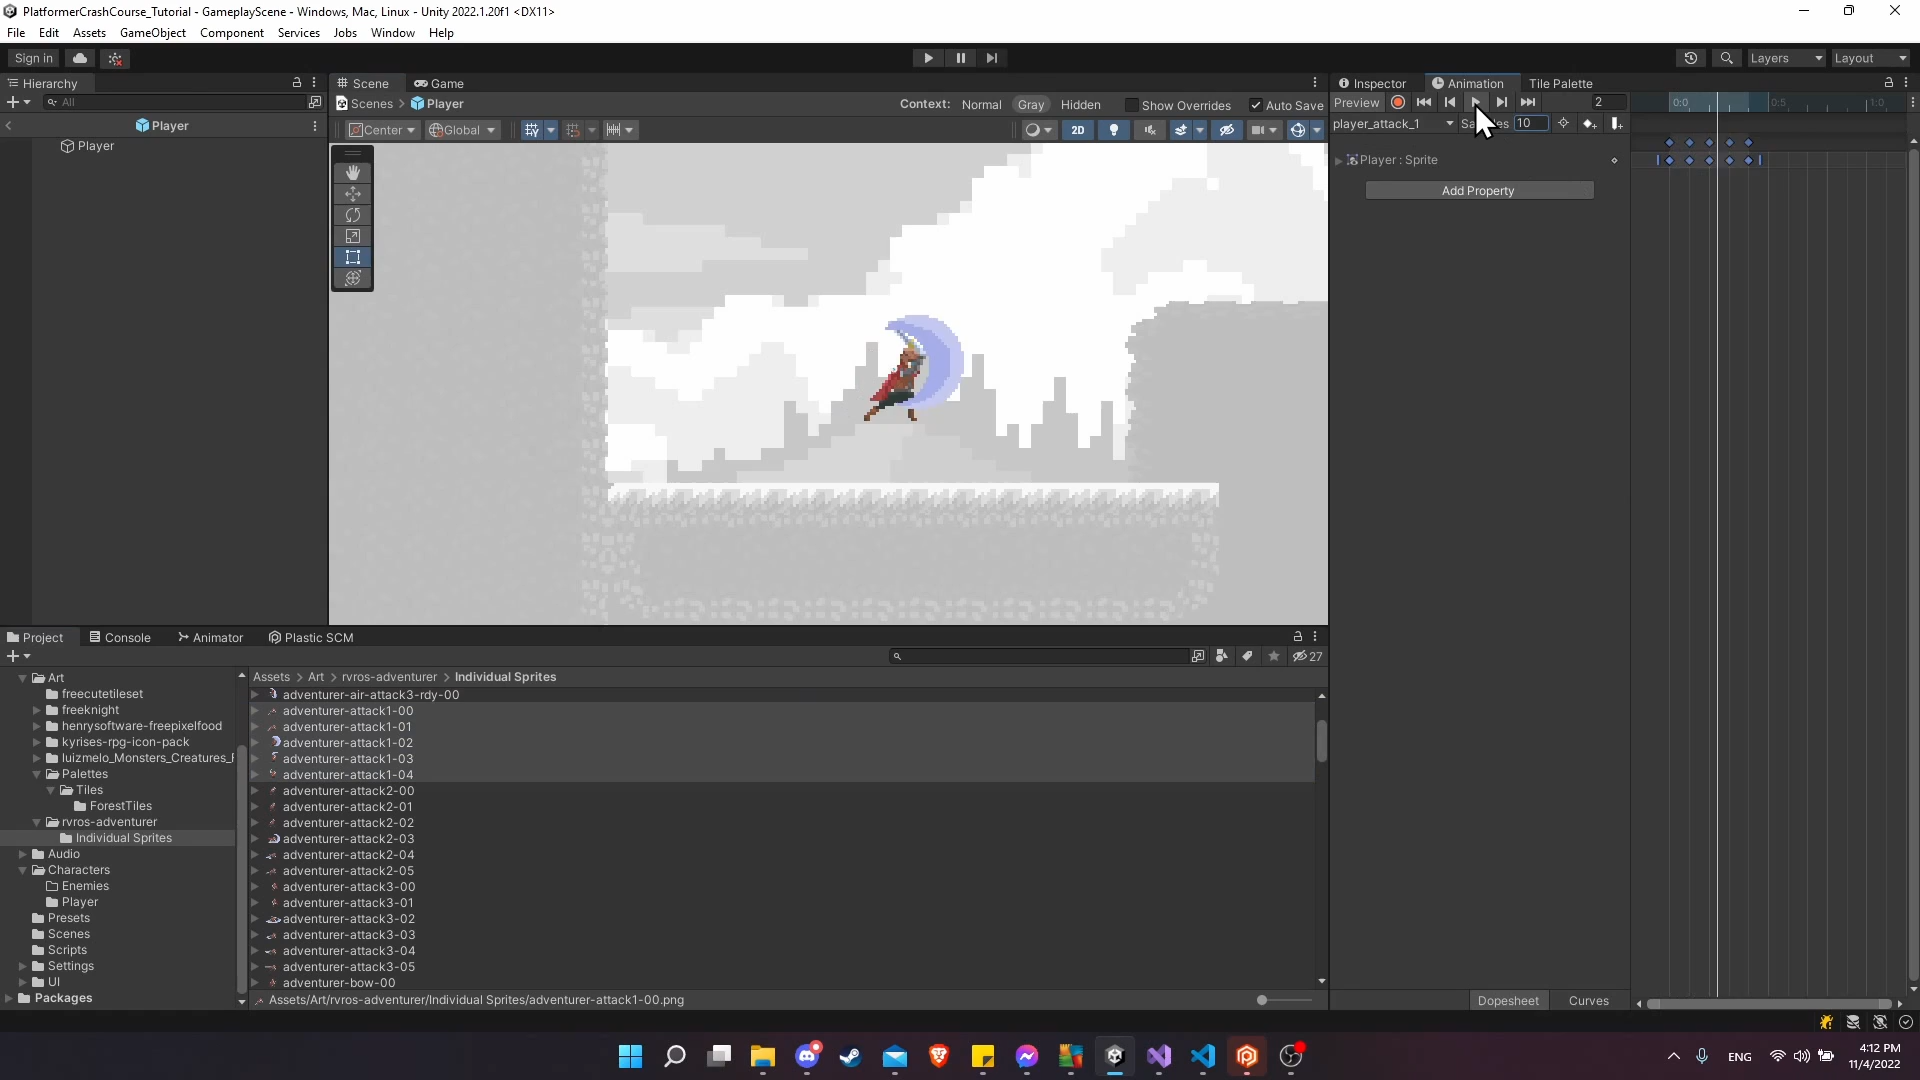 PlatformerCrashCourse_Tutorial - GameplayScene - Windows, Mac, Linux - Unity 2022.1.20f1 <DX11>
File Edit Assets GameObject Component Services Jobs Window Help
Sign in Layers Layout
Hierarchy
All
Player
Player
Scene Game
Scenes Player
Context: Normal Gray Hidden Show Overrides Auto Save
Center Global 2D
Inspector Animation Tile Palette
Preview 2
player_attack_1 10
0:0 0:5 1:0
Player : Sprite
Add Property
Dopesheet Curves
Project Console Animator Plastic SCM
27
Art
freecutetileset
freeknight
henrysoftware-freepixelfood
kyrises-rpg-icon-pack
luizmelo_Monsters_Creatures_F
Palettes
Tiles
ForestTiles
rvros-adventurer
Individual Sprites
Audio
Characters
Enemies
Player
Presets
Scenes
Scripts
Settings
UI
Packages
Assets > Art > rvros-adventurer > Individual Sprites
adventurer-air-attack3-rdy-00
adventurer-attack1-00
adventurer-attack1-01
adventurer-attack1-02
adventurer-attack1-03
adventurer-attack1-04
adventurer-attack2-00
adventurer-attack2-01
adventurer-attack2-02
adventurer-attack2-03
adventurer-attack2-04
adventurer-attack2-05
adventurer-attack3-00
adventurer-attack3-01
adventurer-attack3-02
adventurer-attack3-03
adventurer-attack3-04
adventurer-attack3-05
adventurer-bow-00
Assets/Art/rvros-adventurer/Individual Sprites/adventurer-attack1-00.png
ENG
4:12 PM
11/4/2022